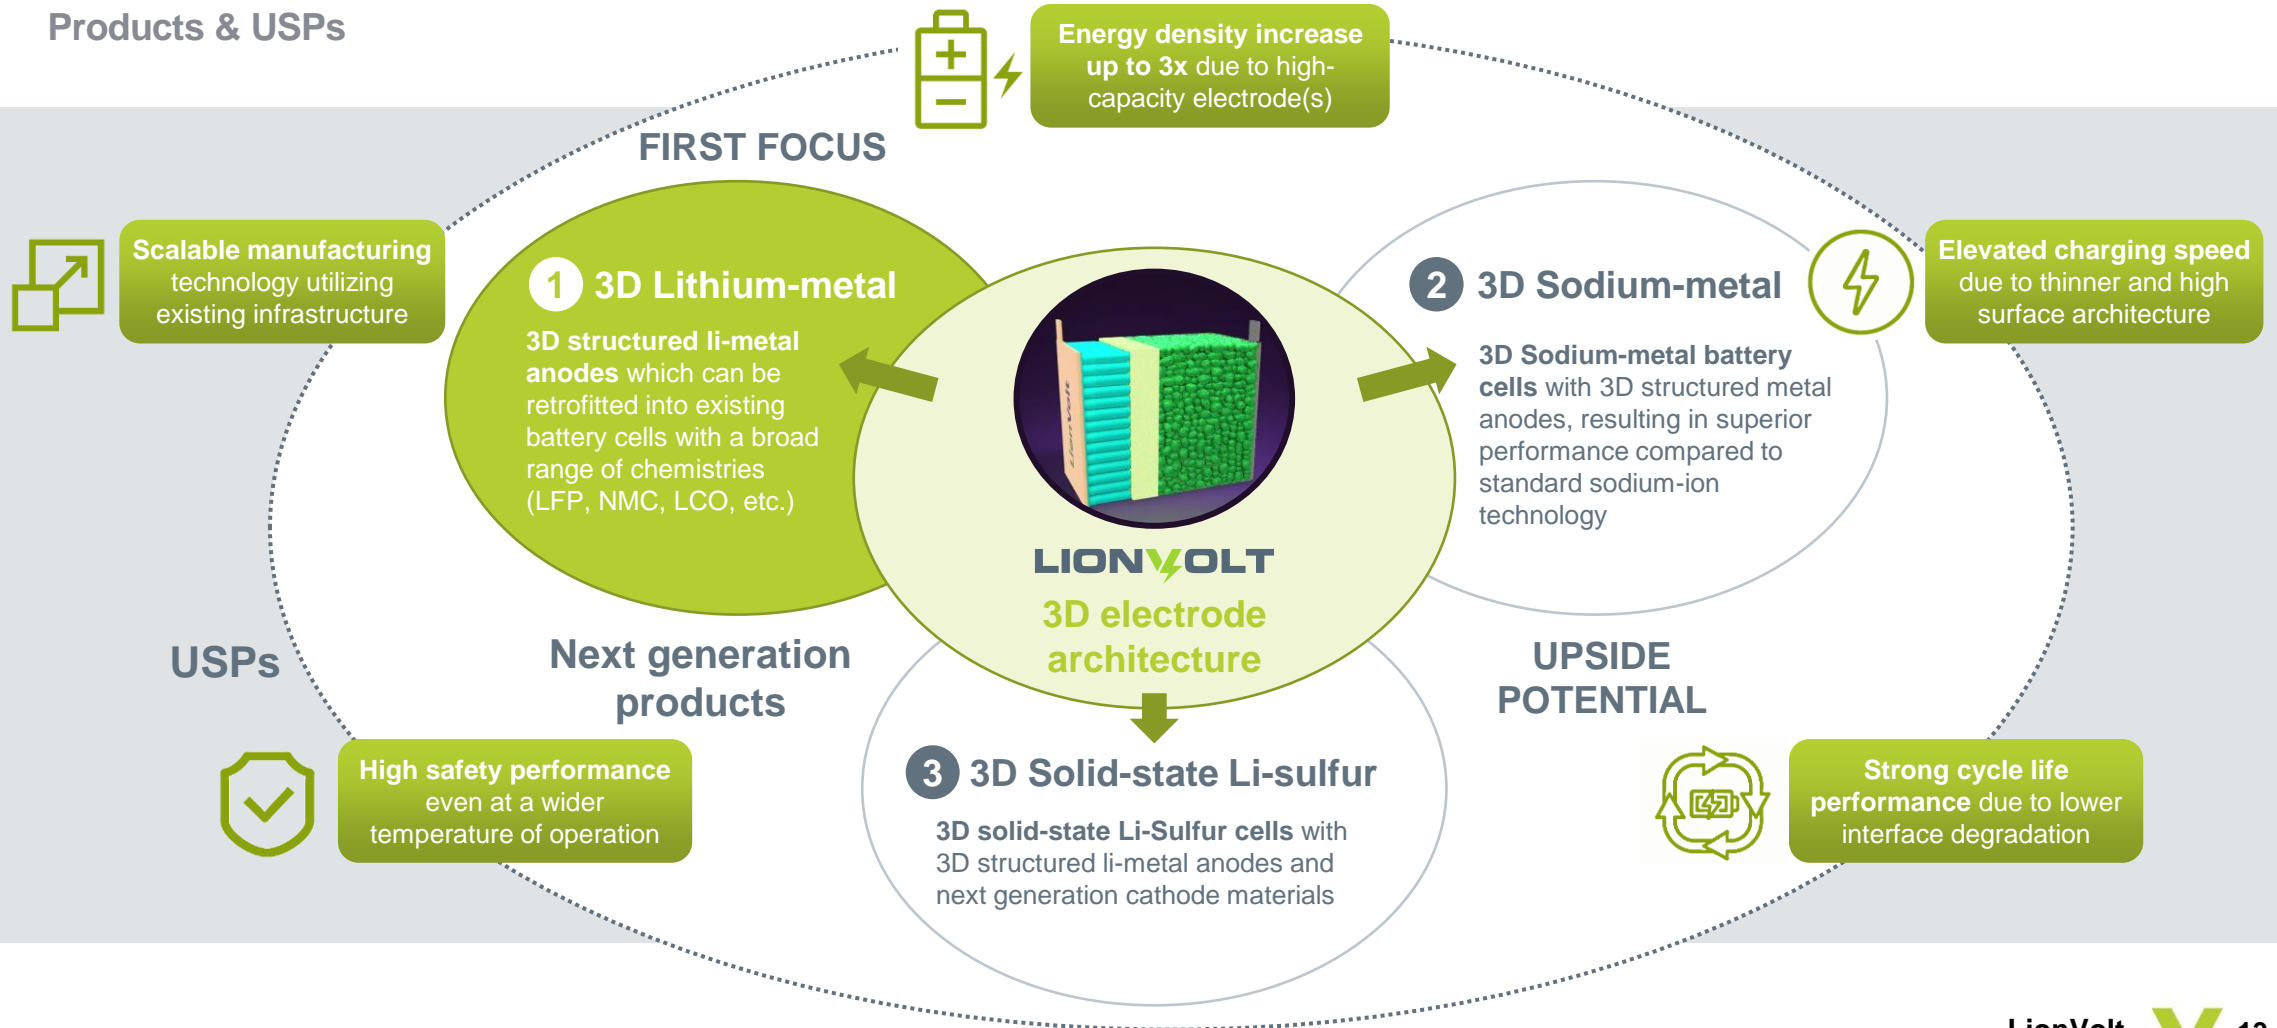 Products & USPs
Energy density increase
up to 3x due to high-
capacity electrode(s)
FIRST FOCUS
Scalable manufacturing
technology utilizing
existing infrastructure
1 3D Lithium-metal
3D structured li-metal
anodes which can be
retrofitted into existing
battery cells with a broad
range of chemistries
(LFP, NMC, LCO, etc.)
LionVolt
LIONVOLT
3D electrode
architecture
2 3D Sodium-metal
3D Sodium-metal battery
cells with 3D structured metal
anodes, resulting in superior
performance compared to
standard sodium-ion
technology
Elevated charging speed
due to thinner and high
surface architecture
USPs
Next generation
products
UPSIDE
POTENTIAL
High safety performance
even at a wider
temperature of operation
3 3D Solid-state Li-sulfur
3D solid-state Li-Sulfur cells with
3D structured li-metal anodes and
next generation cathode materials
Strong cycle life
performance due to lower
interface degradation
LionVolt